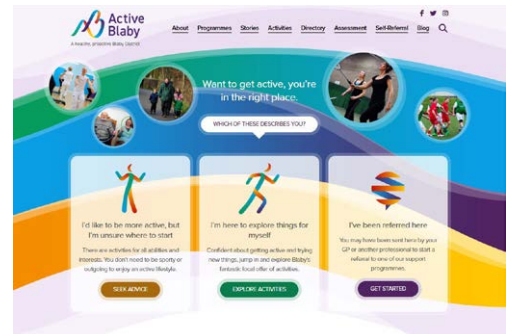 Active
Blaby
A healthy, proactive Blaby District
About Programmes Stories Activities Directory Assessment Self-Referral Blog
Want to get active, you're
in the right place.
WHICH OF THESE DESCRIBES YOU?
I'd like to be more active, but
I'm unsure where to start
There are activities for all abilities and
interests. You don't need to be sporty or
outgoing to enjoy an active lifestyle.
SEEK ADVICE
I'm here to explore things for
myself
Confident about getting active and trying
new things, jump in and explore Blaby's
fantastic local offer of activities.
EXPLORE ACTIVITIES
I've been referred here
You may have been sent here by your
GP or another professional to start a
referral to one of our support
programmes.
GET STARTED